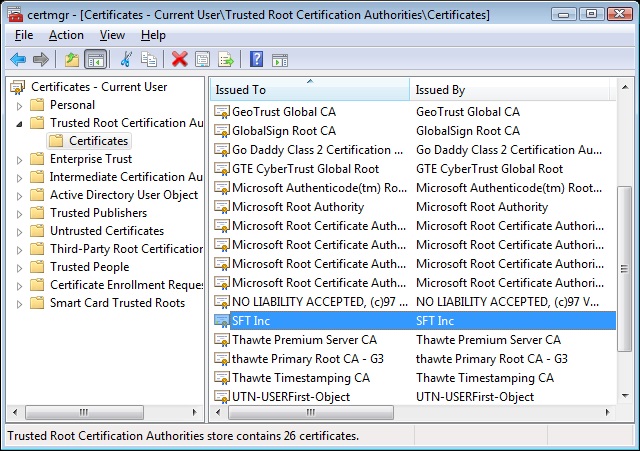 certmgr - [Certificates - Current User\Trusted Root Certification Authorities\Certificates]
File Action View Help
Certificates - Current User
Personal
Trusted Root Certification Au
Certificates
Enterprise Trust
Intermediate Certification Au
Active Directory User Object
Trusted Publishers
Untrusted Certificates
Third-Party Root Certification
Trusted People
Certificate Enrollment Reques
Smart Card Trusted Roots
Issued To Issued By
GeoTrust Global CA GeoTrust Global CA
GlobalSign Root CA GlobalSign Root CA
Go Daddy Class 2 Certification ... Go Daddy Class 2 Certification Au...
GTE CyberTrust Global Root GTE CyberTrust Global Root
Microsoft Authenticode(tm) Root... Microsoft Authenticode(tm) Root...
Microsoft Root Authority Microsoft Root Authority
Microsoft Root Certificate Auth... Microsoft Root Certificate Authori...
Microsoft Root Certificate Auth... Microsoft Root Certificate Authori...
Microsoft Root Certificate Auth... Microsoft Root Certificate Authori...
Microsoft Root Certificate Auth... Microsoft Root Certificate Authori...
NO LIABILITY ACCEPTED, (c)97 ... NO LIABILITY ACCEPTED, (c)97 V...
SFT Inc SFT Inc
Thawte Premium Server CA Thawte Premium Server CA
thawte Primary Root CA - G3 thawte Primary Root CA - G3
Thawte Timestamping CA Thawte Timestamping CA
UTN-USERFirst-Object UTN-USERFirst-Object
Trusted Root Certification Authorities store contains 26 certificates.